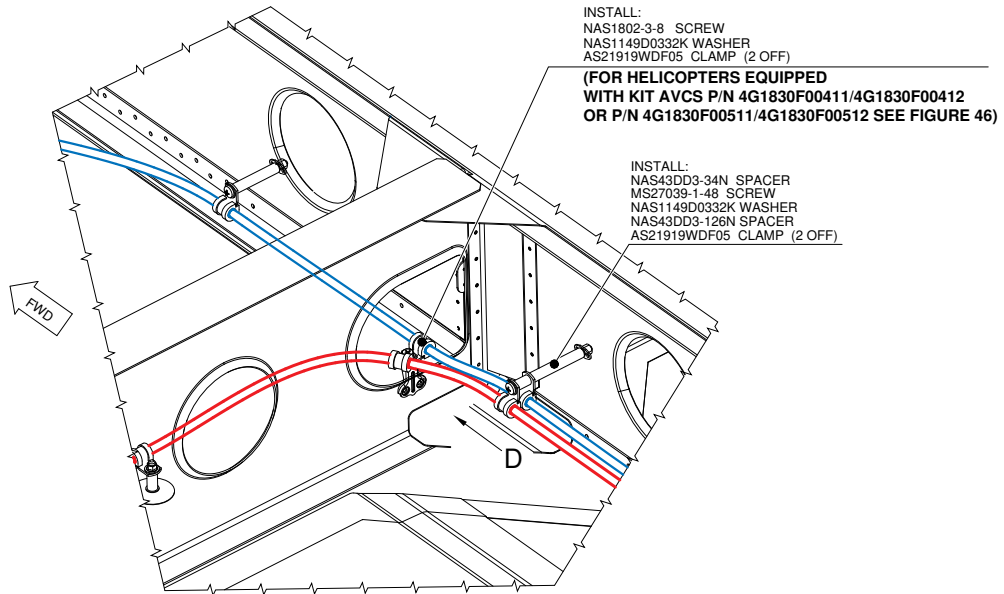 INSTALL:
NAS1802-3-8 SCREW
NAS1149D0332K WASHER
AS21919WDF05 CLAMP (2 OFF)
(FOR HELICOPTERS EQUIPPED
WITH KIT AVCS P/N 4G1830F00411/4G1830F00412
OR P/N 4G1830F00511/4G1830F00512 SEE FIGURE 46)
INSTALL:
NAS43DD3-34N SPACER
MS27039-1-48 SCREW
NAS1149D0332K WASHER
NAS43DD3-126N SPACER
AS21919WDF05 CLAMP (2 OFF)
FWD
D